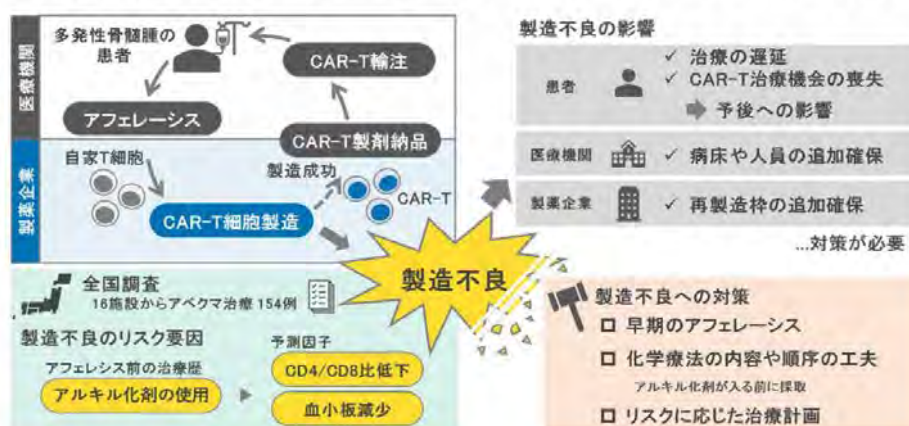 医療機関
多発性骨髄腫の
患者
CAR-T輸注
アフェレーシス
CAR-T製剤納品
製薬企業
自家T細胞
製造成功
CAR-T
CAR-T細胞製造
製造不良
製造不良の影響
患者
✓ 治療の遅延
✓ CAR-T治療機会の喪失
予後への影響
医療機関
✓ 病床や人員の追加確保
製薬企業
✓ 再製造枠の追加確保
...対策が必要
全国調査
16施設からアベクマ治療 154例
製造不良のリスク要因
アフェレシス前の治療歴
アルキル化剤の使用
予測因子
CD4/CD8比低下
血小板減少
製造不良への対策
□ 早期のアフェレーシス
□ 化学療法の内容や順序の工夫
アルキル化剤が入る前に採取
□ リスクに応じた治療計画